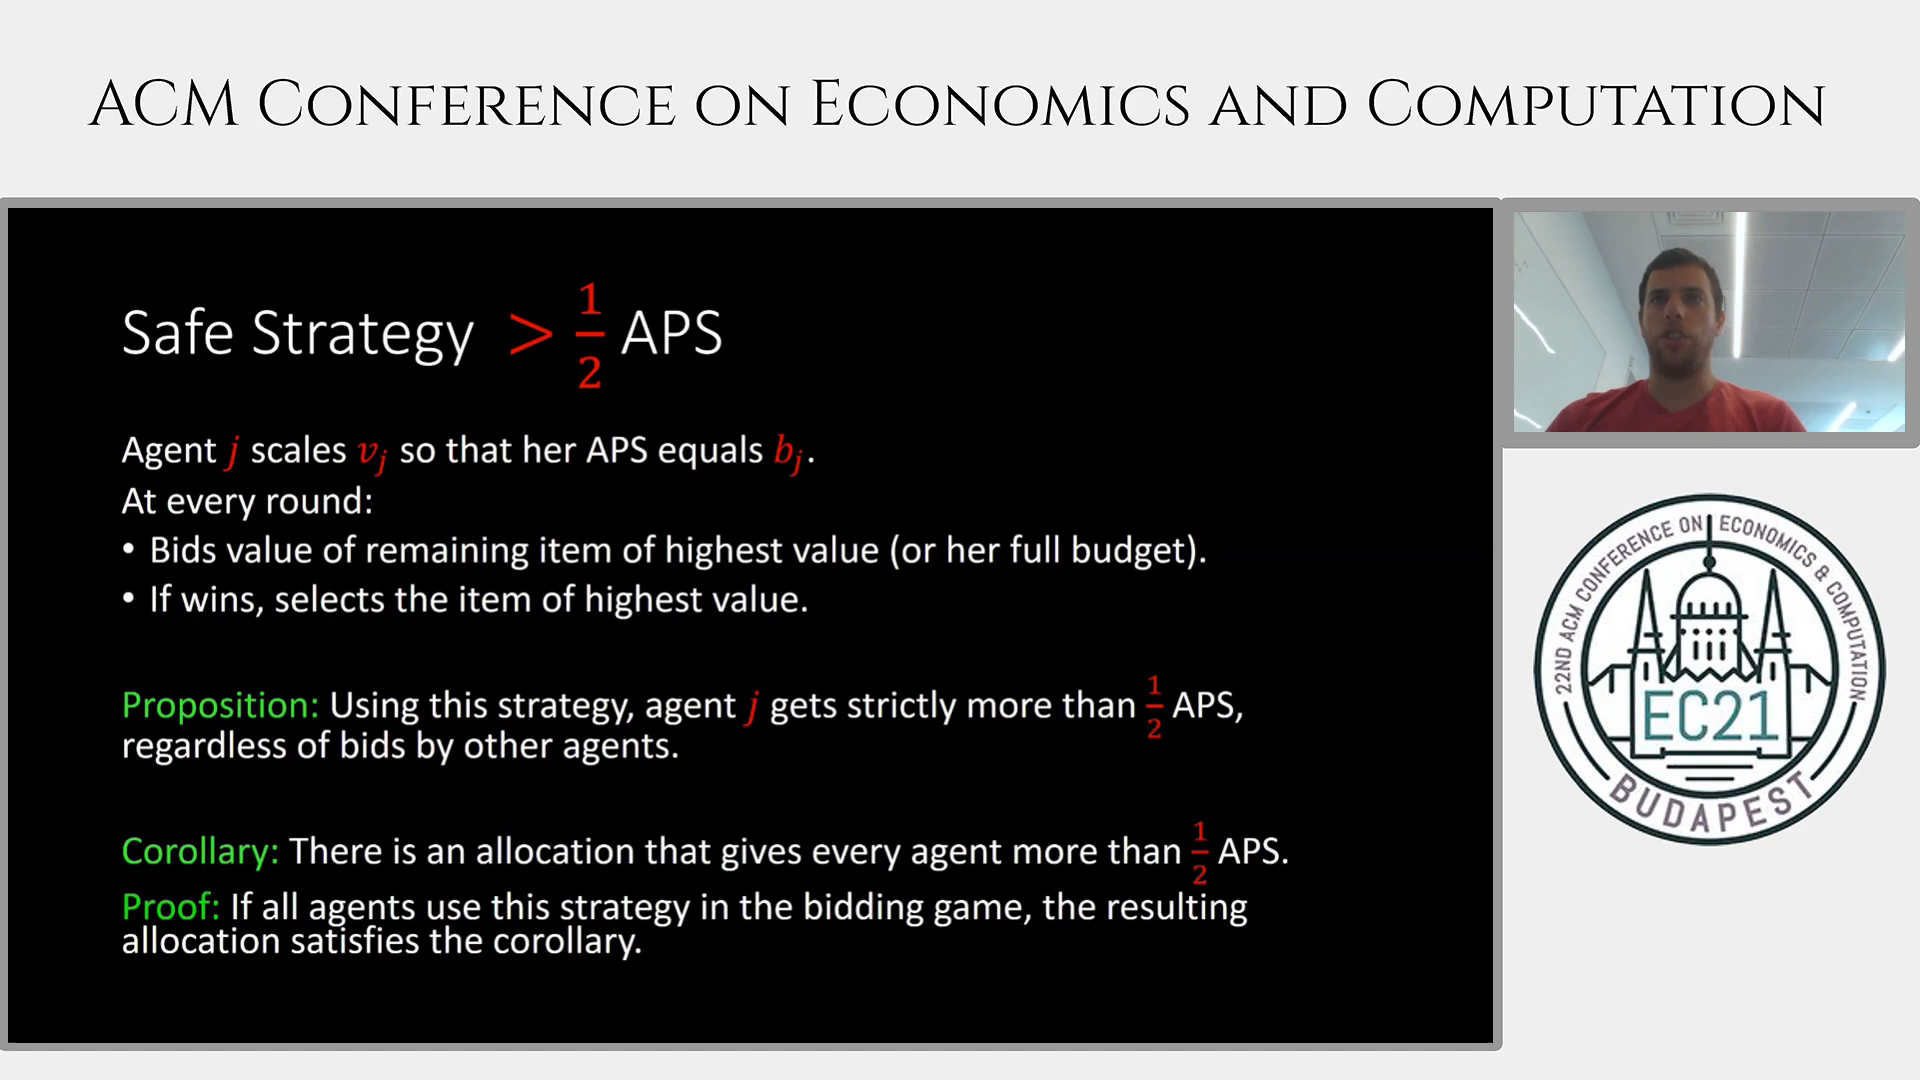 ACM Conference on Economics and Computation
Safe Strategy > 1/2 APS
Agent j scales v_j so that her APS equals b_j.
At every round:
• Bids value of remaining item of highest value (or her full budget).
• If wins, selects the item of highest value.
Proposition: Using this strategy, agent j gets strictly more than 1/2 APS,
regardless of bids by other agents.
Corollary: There is an allocation that gives every agent more than 1/2 APS.
Proof: If all agents use this strategy in the bidding game, the resulting
allocation satisfies the corollary.
22ND ACM CONFERENCE ON ECONOMICS & COMPUTATION
EC21
BUDAPEST